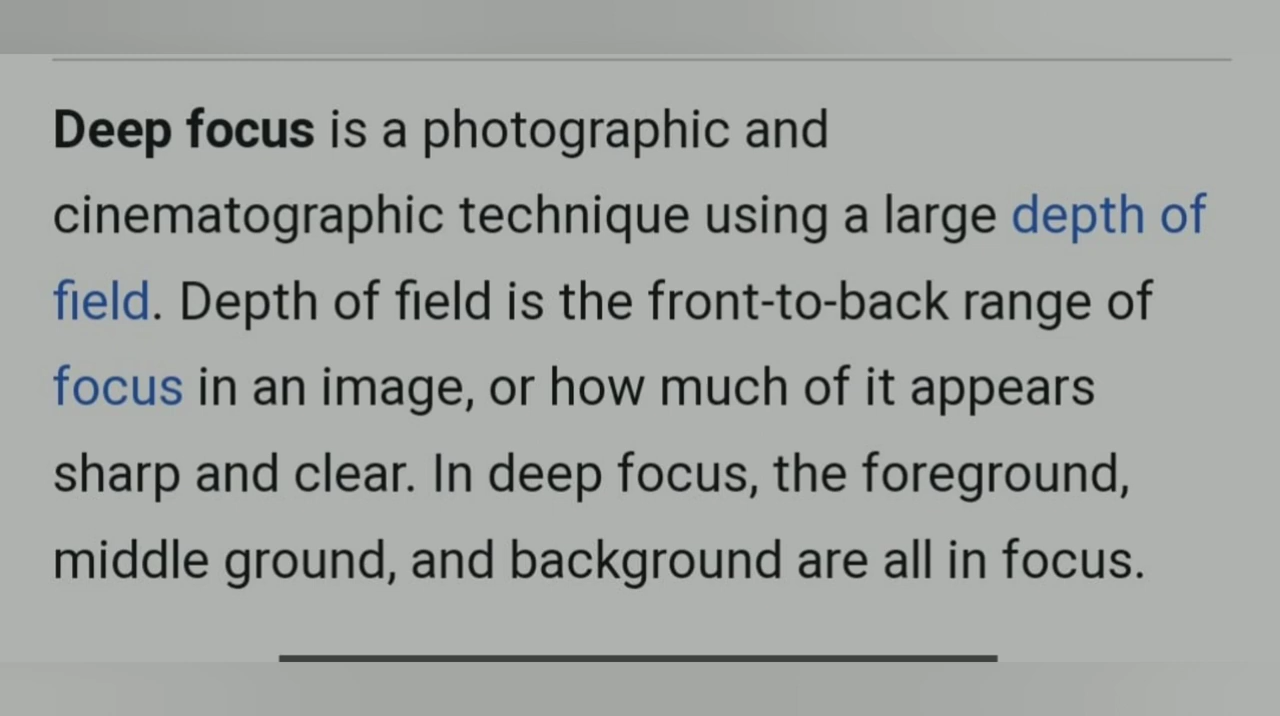 Deep focus is a photographic and
cinematographic technique using a large depth of
field. Depth of field is the front-to-back range of
focus in an image, or how much of it appears
sharp and clear. In deep focus, the foreground,
middle ground, and background are all in focus.